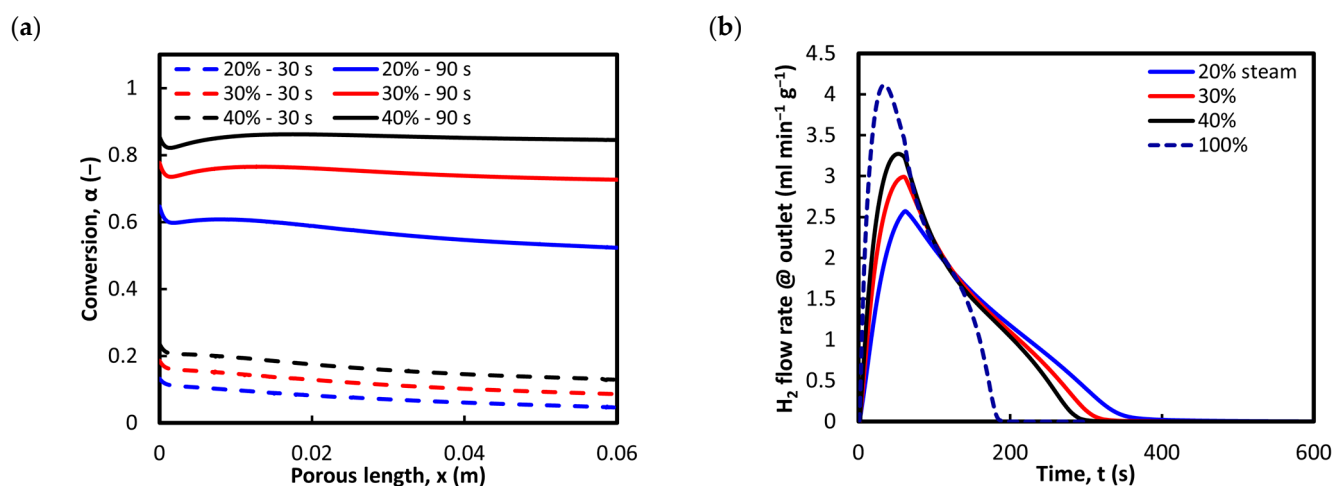 (a)
Conversion, α (–)
1
0.8
0.6
0.4
0.2
0
20% - 30 s
20% - 90 s
30% - 30 s
30% - 90 s
40% - 30 s
40% - 90 s
0
0.02
0.04
0.06
Porous length, x (m)
(b)
H₂ flow rate @ outlet (ml min⁻¹ g⁻¹)
4.5
4
3.5
3
2.5
2
1.5
1
0.5
0
20% steam
30%
40%
100%
0
200
400
600
Time, t (s)